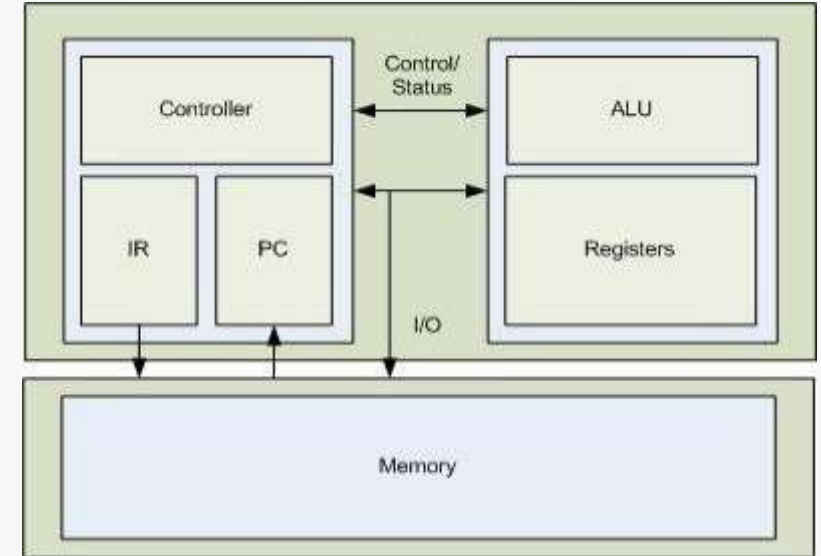 Control/
Status
Controller
ALU
IR
PC
Registers
I/O
Memory